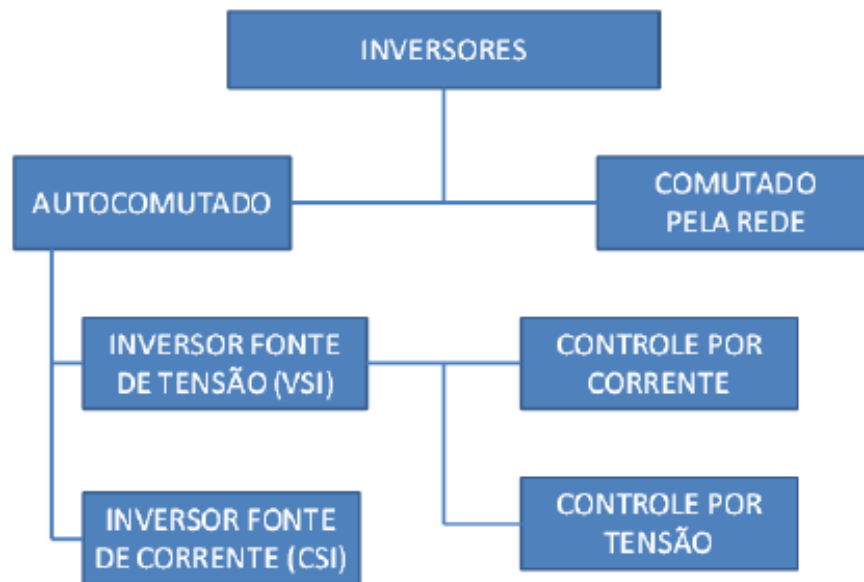 INVERSORES
AUTOCOMUTADO
COMUTADO
PELA REDE
INVERSOR FONTE
DE TENSÃO (VSI)
CONTROLE POR
CORRENTE
INVERSOR FONTE
DE CORRENTE (CSI)
CONTROLE POR
TENSÃO